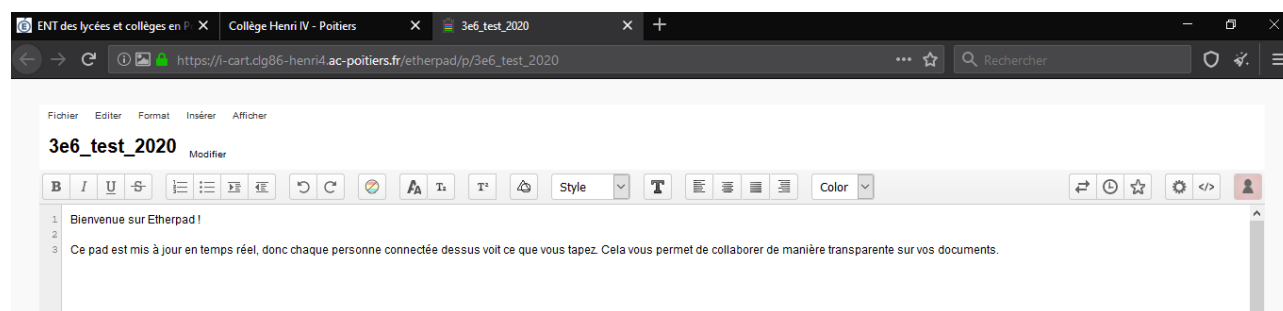 ENT des lycées et collèges en P
Collège Henri IV - Poitiers
3e6_test_2020
https://i-cart.clg86-henri4.ac-poitiers.fr/etherpad/p/3e6_test_2020
Rechercher
Fichier Editer Format Insérer Afficher
3e6_test_2020 Modifier
B I U S Style T Color
1 Bienvenue sur Etherpad !
2
3 Ce pad est mis à jour en temps réel, donc chaque personne connectée dessus voit ce que vous tapez. Cela vous permet de collaborer de manière transparente sur vos documents.